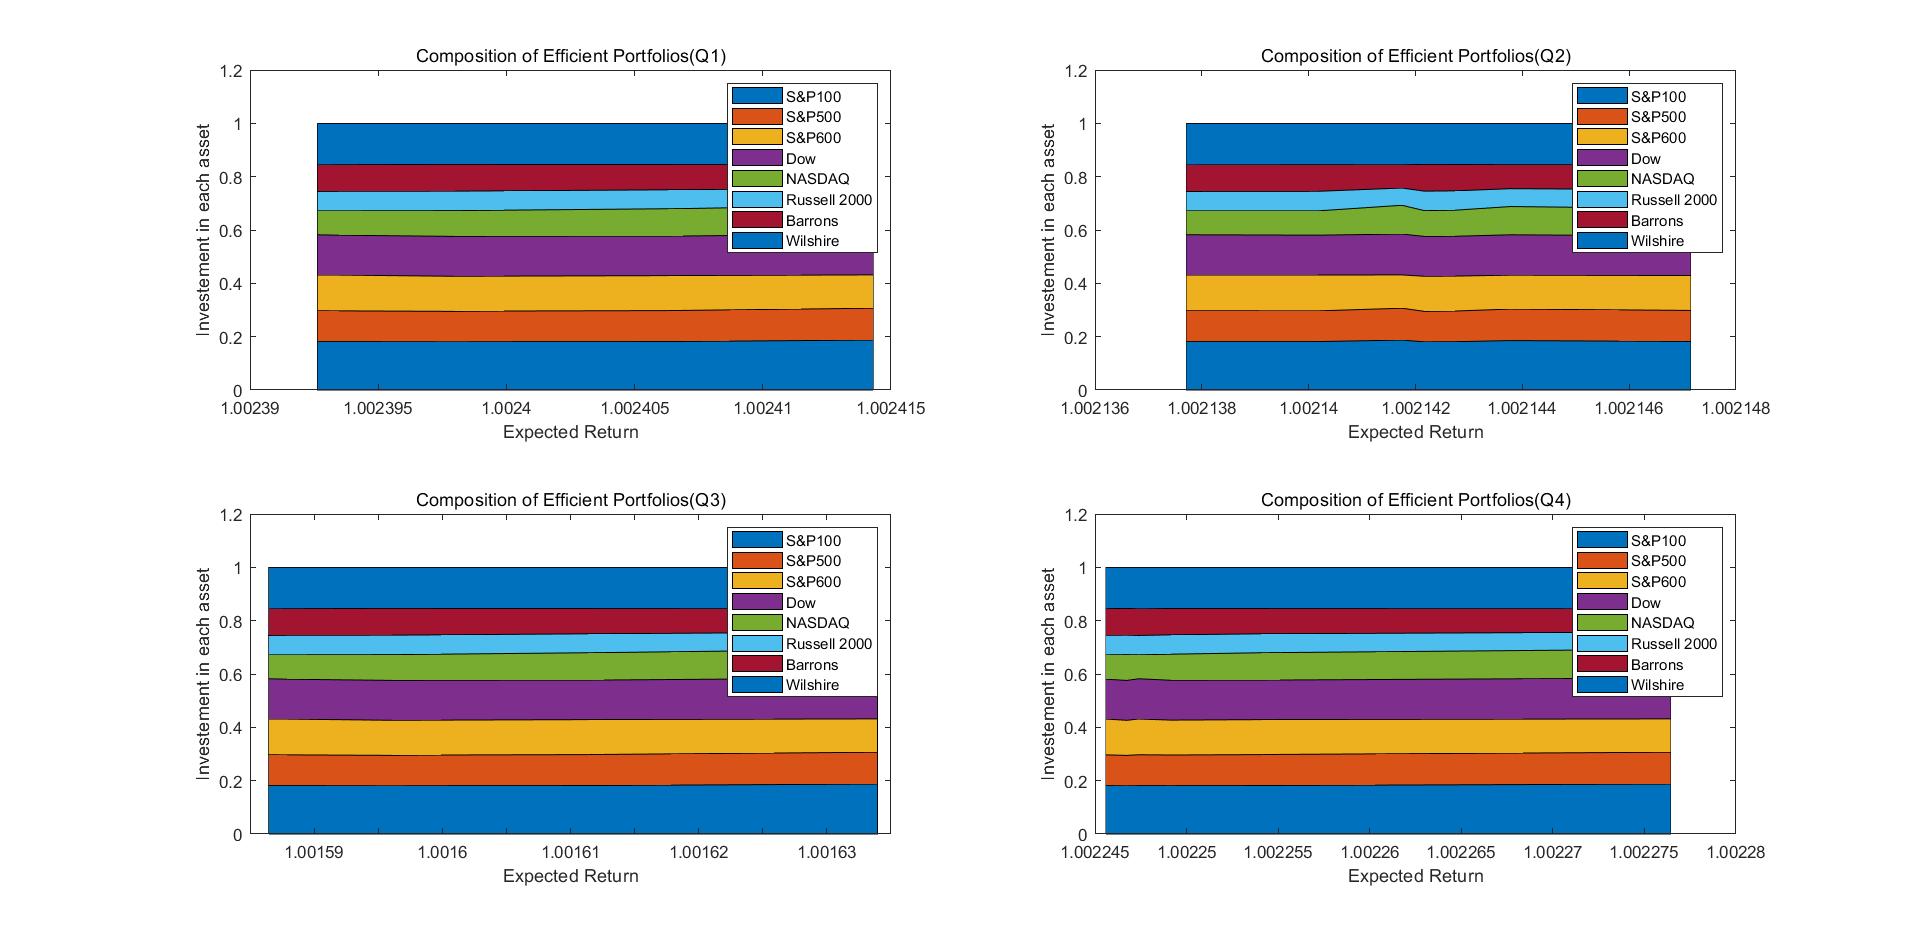 Composition of Efficient Portfolios(Q1)
1.2
1
0.8
0.6
0.4
0.2
0
Investement in each asset
S&P100
S&P500
S&P600
Dow
NASDAQ
Russell 2000
Barrons
Wilshire
1.00239 1.002395 1.0024 1.002405 1.00241 1.002415
Expected Return
Composition of Efficient Portfolios(Q2)
1.2
1
0.8
0.6
0.4
0.2
0
Investement in each asset
S&P100
S&P500
S&P600
Dow
NASDAQ
Russell 2000
Barrons
Wilshire
1.002136 1.002138 1.00214 1.002142 1.002144 1.002146 1.002148
Expected Return
Composition of Efficient Portfolios(Q3)
1.2
1
0.8
0.6
0.4
0.2
0
Investement in each asset
S&P100
S&P500
S&P600
Dow
NASDAQ
Russell 2000
Barrons
Wilshire
1.00159 1.0016 1.00161 1.00162 1.00163
Expected Return
Composition of Efficient Portfolios(Q4)
1.2
1
0.8
0.6
0.4
0.2
0
Investement in each asset
S&P100
S&P500
S&P600
Dow
NASDAQ
Russell 2000
Barrons
Wilshire
1.002245 1.00225 1.002255 1.00226 1.002265 1.00227 1.002275 1.00228
Expected Return